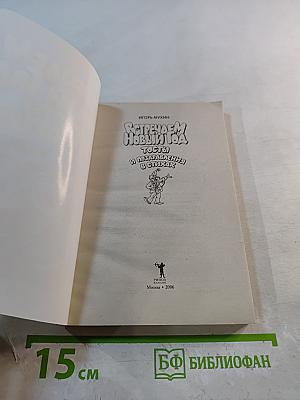 ИГОРЬ МУХИН
ВСТРЕЧАЕМ
НОВЫЙ ГОД
ТОСТЫ
И ПОЗДРАВЛЕНИЯ
В СТИХАХ
Москва • 2006
15 см
БФ БИБЛИОФАН